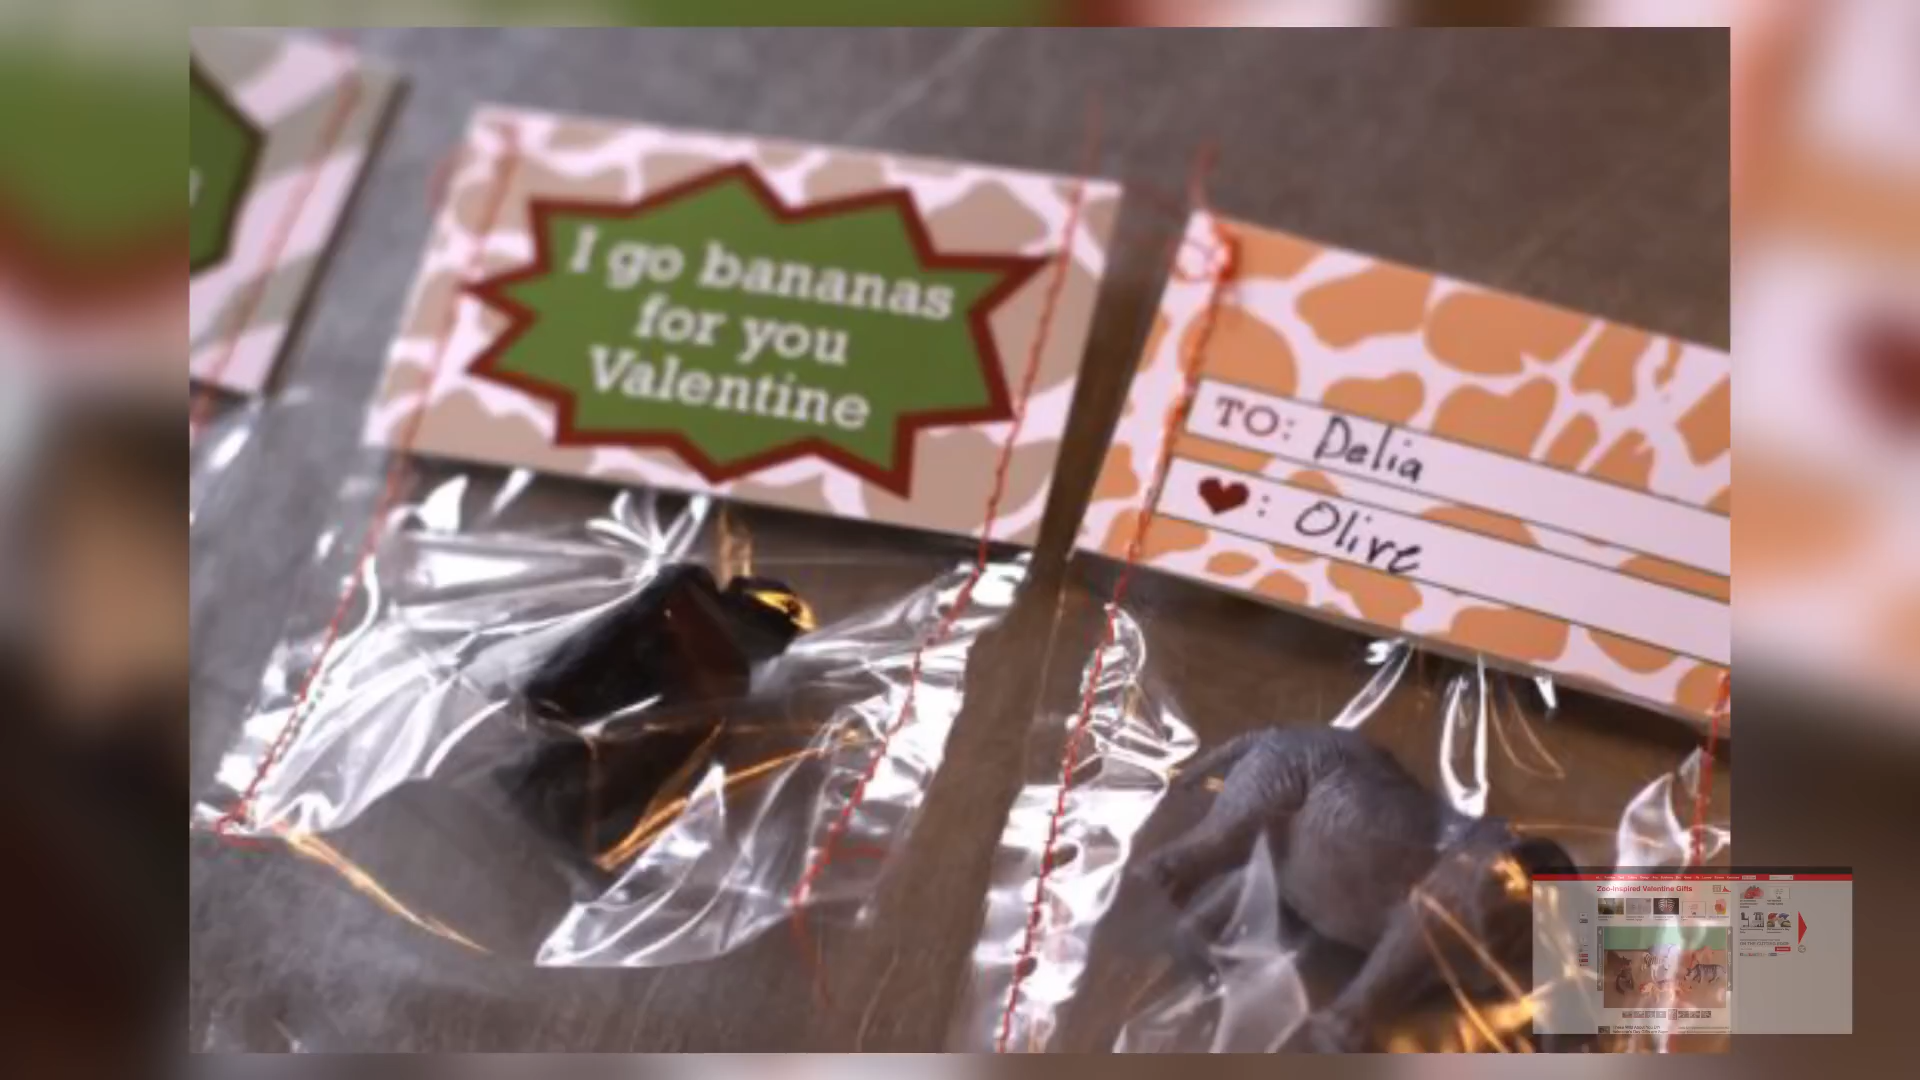 I go bananas
for you
Valentine
TO: Delia
: Olive
Zoo-Inspired Valentine Gifts